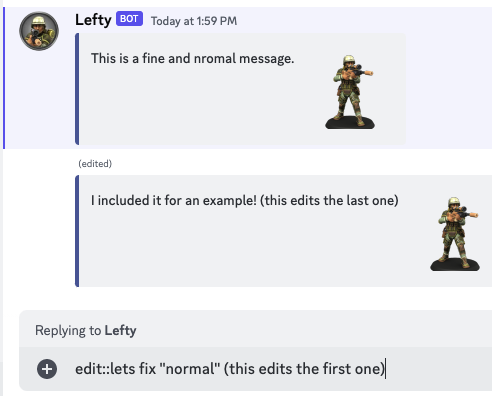 Lefty BOT Today at 1:59 PM
This is a fine and nromal message.
(edited)
I included it for an example! (this edits the last one)
Replying to Lefty
edit::lets fix "normal" (this edits the first one)